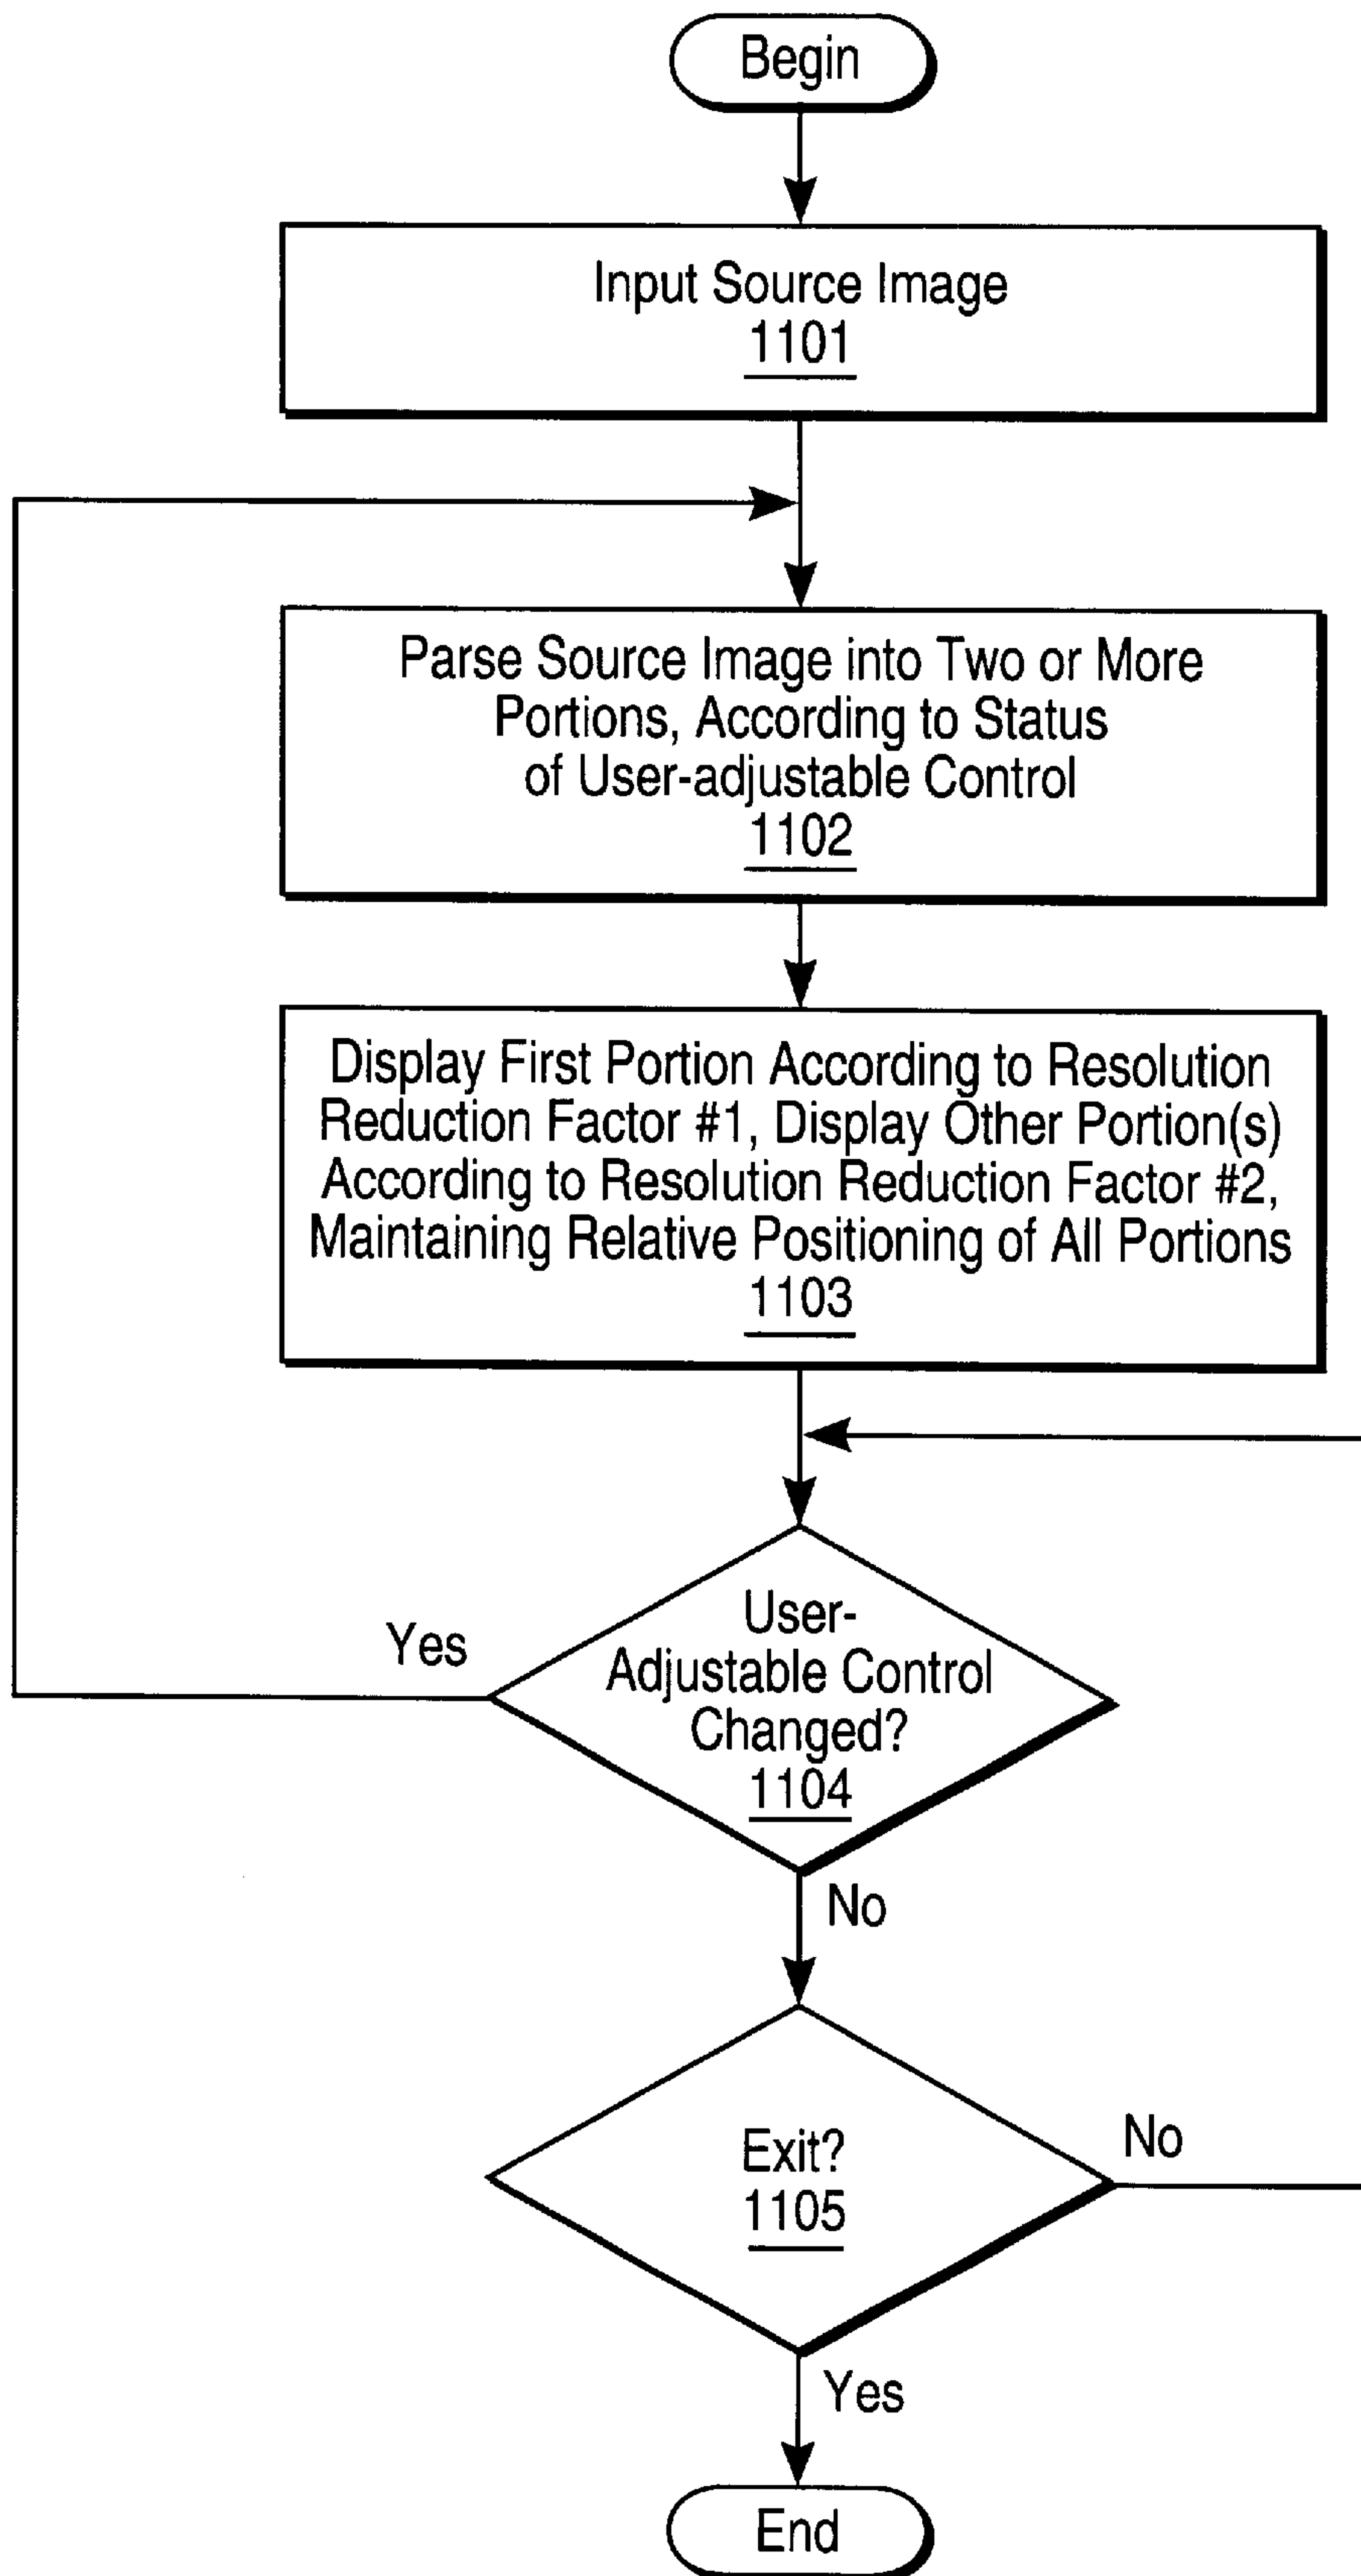 Begin
Input Source Image
1101
Parse Source Image into Two or More
Portions, According to Status
of User-adjustable Control
1102
Display First Portion According to Resolution
Reduction Factor #1, Display Other Portion(s)
According to Resolution Reduction Factor #2,
Maintaining Relative Positioning of All Portions
1103
Yes
User-
Adjustable Control
Changed?
1104
No
Exit?
1105
No
Yes
End